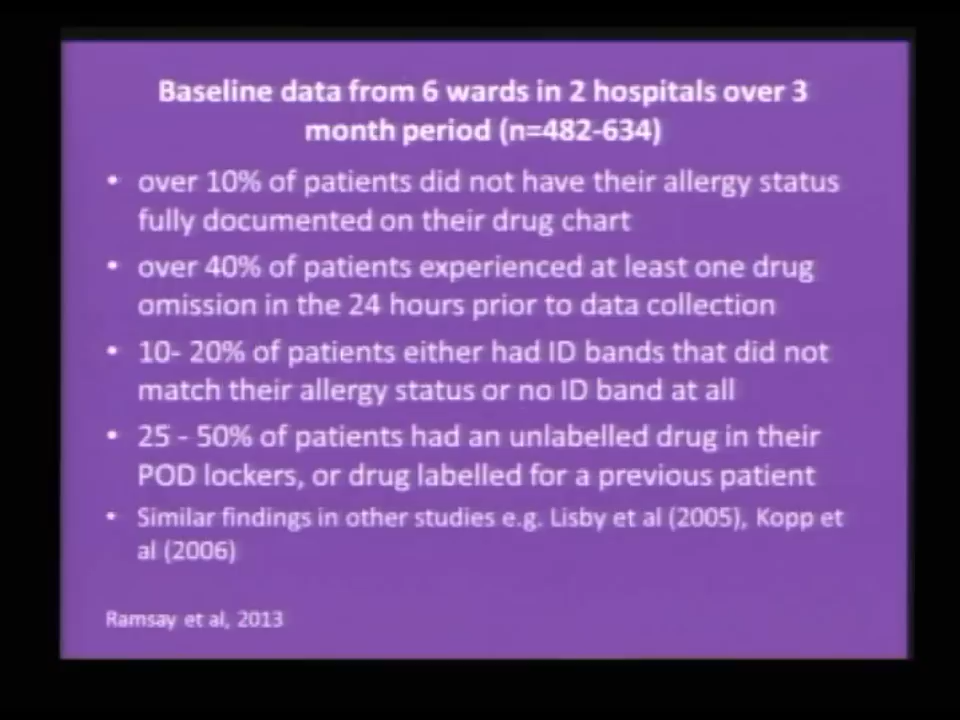 Baseline data from 6 wards in 2 hospitals over 3
month period (n=482-634)
• over 10% of patients did not have their allergy status
fully documented on their drug chart
• over 40% of patients experienced at least one drug
omission in the 24 hours prior to data collection
• 10- 20% of patients either had ID bands that did not
match their allergy status or no ID band at all
• 25 - 50% of patients had an unlabelled drug in their
POD lockers, or drug labelled for a previous patient
• Similar findings in other studies e.g. Lisby et al (2005), Kopp et
al (2006)
Ramsay et al, 2013